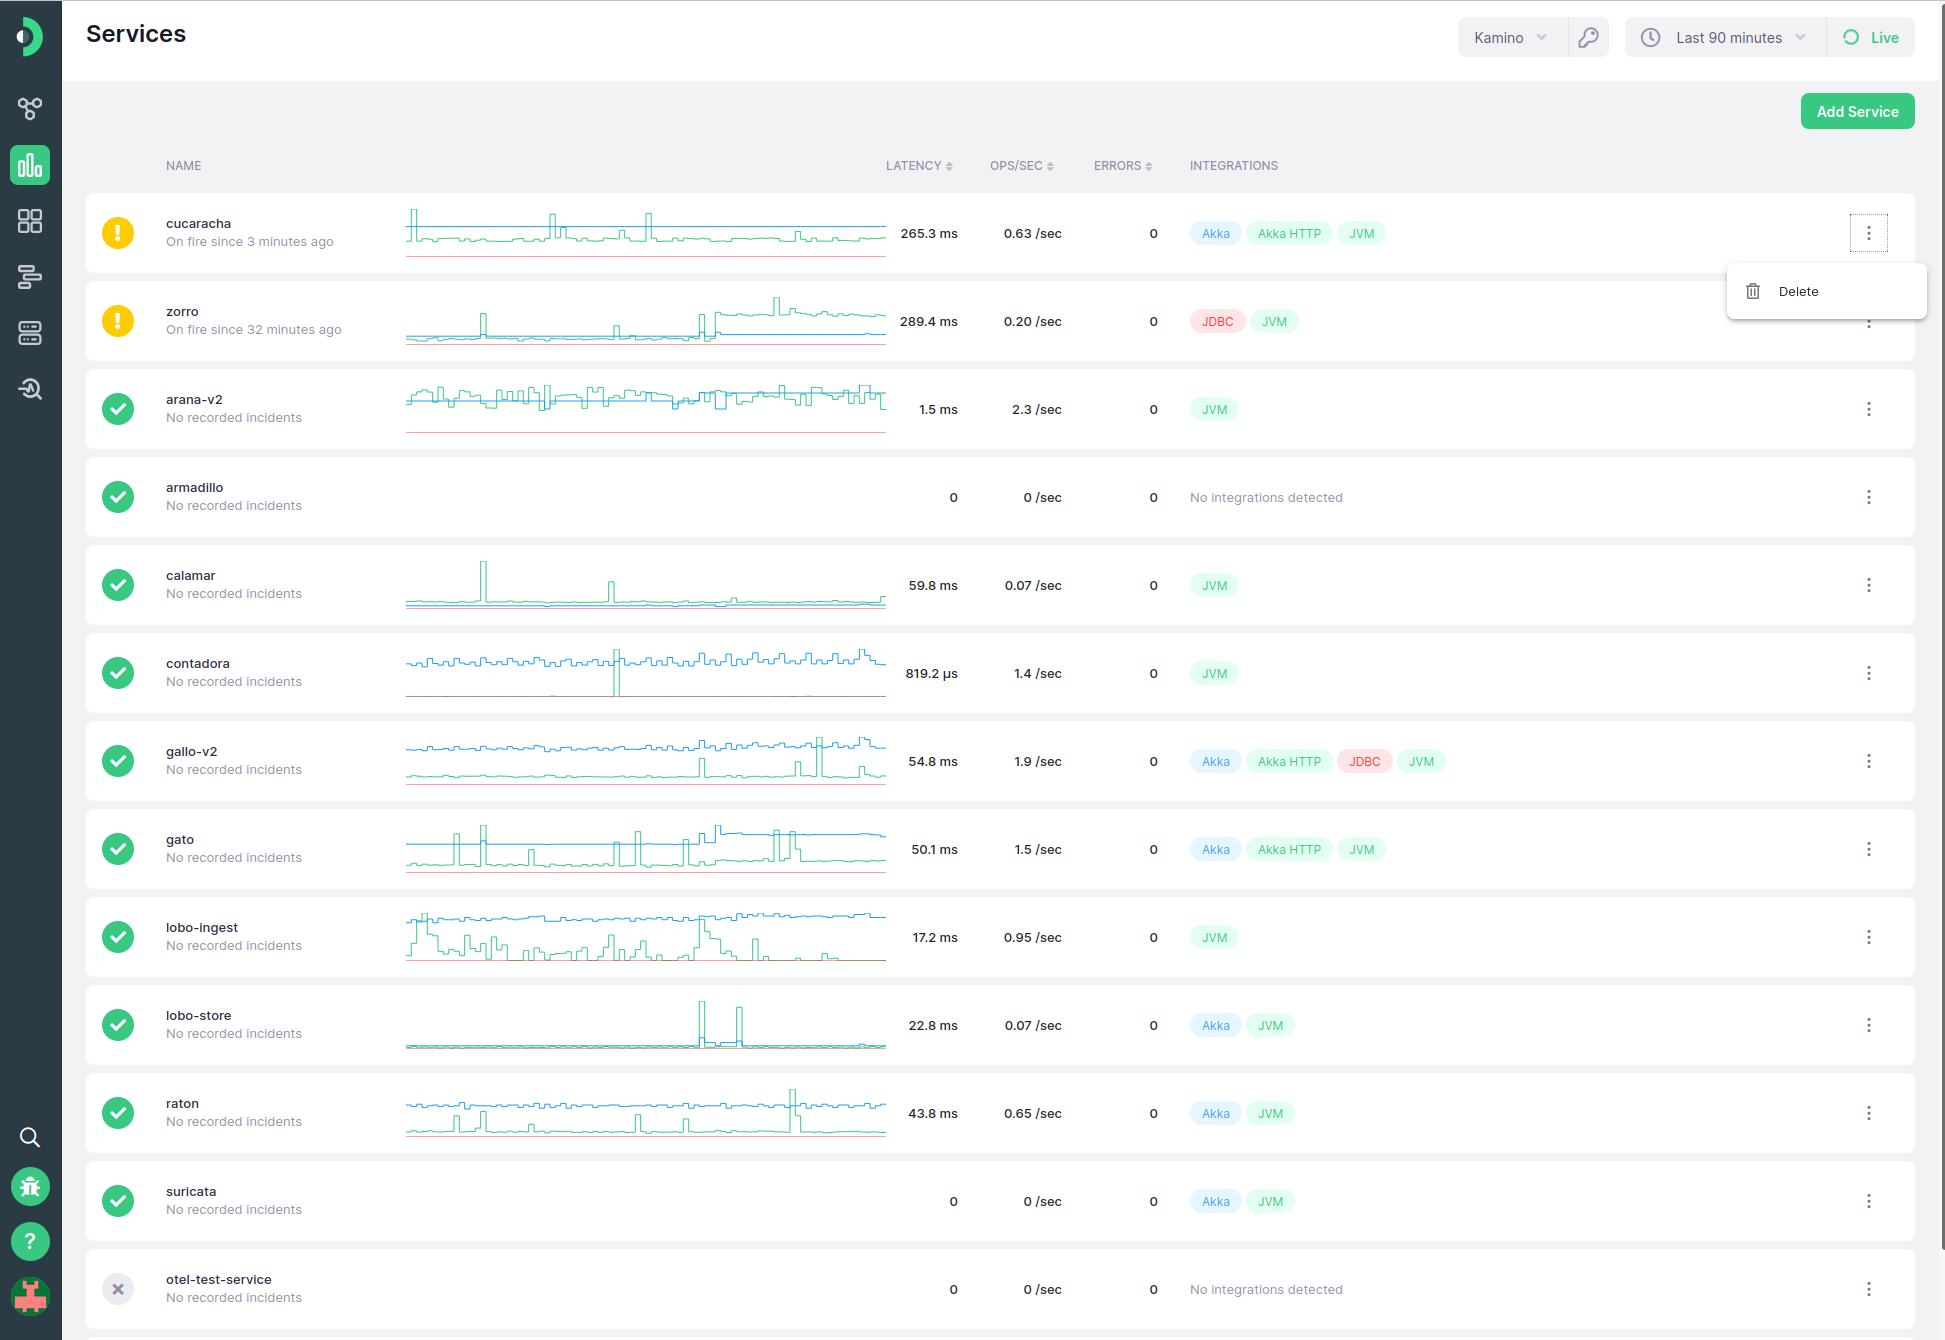 Services
Kamino
Last 90 minutes
Live
Add Service
NAME LATENCY OPS/SEC ERRORS INTEGRATIONS
cucaracha
On fire since 3 minutes ago
265.3 ms 0.63 /sec 0 Akka Akka HTTP JVM
Delete
zorro
On fire since 32 minutes ago
289.4 ms 0.20 /sec 0 JDBC JVM
arana-v2
No recorded incidents
1.5 ms 2.3 /sec 0 JVM
armadillo
No recorded incidents
0 0 /sec 0 No integrations detected
calamar
No recorded incidents
59.8 ms 0.07 /sec 0 JVM
contadora
No recorded incidents
819.2 µs 1.4 /sec 0 JVM
gallo-v2
No recorded incidents
54.8 ms 1.9 /sec 0 Akka Akka HTTP JDBC JVM
gato
No recorded incidents
50.1 ms 1.5 /sec 0 Akka Akka HTTP JVM
lobo-ingest
No recorded incidents
17.2 ms 0.95 /sec 0 JVM
lobo-store
No recorded incidents
22.8 ms 0.07 /sec 0 Akka JVM
raton
No recorded incidents
43.8 ms 0.65 /sec 0 Akka JVM
suricata
No recorded incidents
0 0 /sec 0 Akka JVM
otel-test-service
No recorded incidents
0 0 /sec 0 No integrations detected